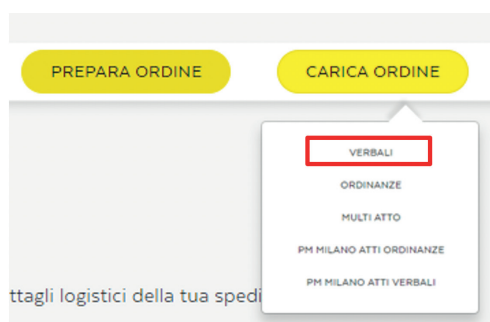 PREPARA ORDINE
CARICA ORDINE
VERBALI
ORDINANZE
MULTI ATTO
PM MILANO ATTI ORDINANZE
PM MILANO ATTI VERBALI
ttagli logistici della tua spedi